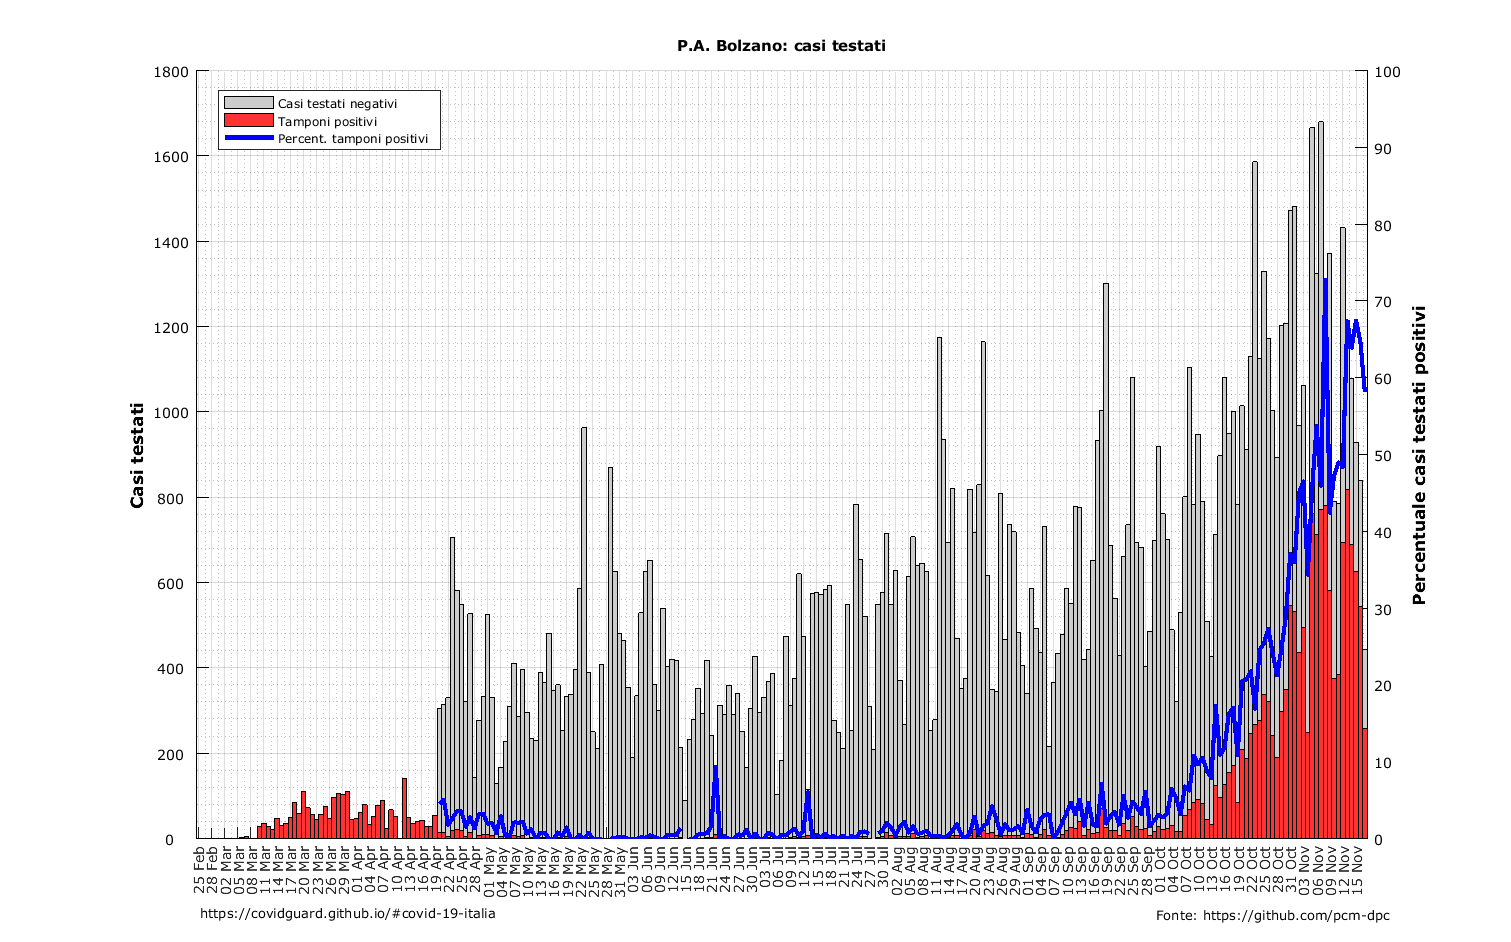 P.A. Bolzano: casi testati
Casi testati negativi
Tamponi positivi
Percent. tamponi positivi
1800
1600
1400
1200
1000
800
600
400
200
0
Casi testati
100
90
80
70
60
50
40
30
20
10
0
Percentuale casi testati positivi
25 Feb
28 Feb
02 Mar
05 Mar
08 Mar
11 Mar
14 Mar
17 Mar
20 Mar
23 Mar
26 Mar
29 Mar
01 Apr
04 Apr
07 Apr
10 Apr
13 Apr
16 Apr
19 Apr
22 Apr
25 Apr
28 Apr
01 May
04 May
07 May
10 May
13 May
16 May
19 May
22 May
25 May
28 May
31 May
03 Jun
06 Jun
09 Jun
12 Jun
15 Jun
18 Jun
21 Jun
24 Jun
27 Jun
30 Jun
03 Jul
06 Jul
09 Jul
12 Jul
15 Jul
18 Jul
21 Jul
24 Jul
27 Jul
30 Jul
02 Aug
05 Aug
08 Aug
11 Aug
14 Aug
17 Aug
20 Aug
23 Aug
26 Aug
29 Aug
01 Sep
04 Sep
07 Sep
10 Sep
13 Sep
16 Sep
19 Sep
22 Sep
25 Sep
28 Sep
01 Oct
04 Oct
07 Oct
10 Oct
13 Oct
16 Oct
19 Oct
22 Oct
25 Oct
28 Oct
31 Oct
03 Nov
06 Nov
09 Nov
12 Nov
15 Nov
https://covidguard.github.io/#covid-19-italia
Fonte: https://github.com/pcm-dpc